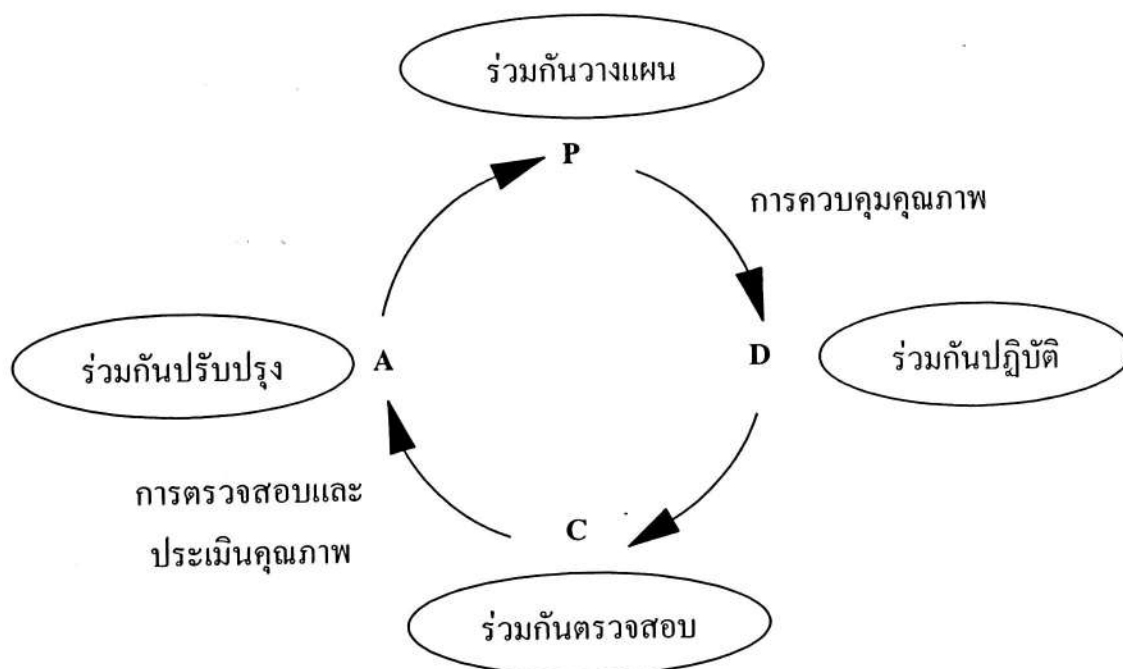 ร่วมกันวางแผน
P
การควบคุมคุณภาพ
ร่วมกันปรับปรุง
A
D
ร่วมกันปฏิบัติ
การตรวจสอบและ
ประเมินคุณภาพ
C
ร่วมกันตรวจสอบ